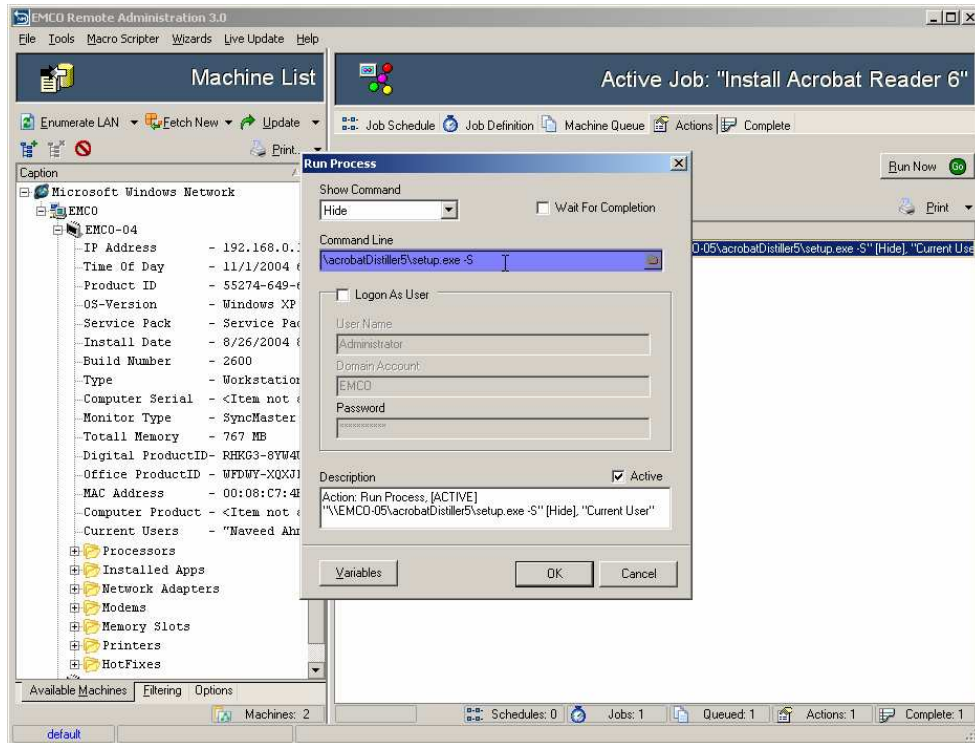 EMCO Remote Administration 3.0
File Tools Macro Scripter Wizards Live Update Help
Machine List
Active Job: "Install Acrobat Reader 6"
Enumerate LAN Fetch New Update
Job Schedule Job Definition Machine Queue Actions Complete
Print..
Run Now Go
Print
Caption
Microsoft Windows Network
EMCO
EMCO-04
IP Address - 192.168.0.
Time Of Day - 11/1/2004
Product ID - 55274-649-
OS-Version - Windows XP
Service Pack - Service Pa
Install Date - 8/26/2004
Build Number - 2600
Type - Workstation
Computer Serial - <Item not
Monitor Type - SyncMaster
Totall Memory - 767 MB
Digital ProductID- RHKG3-8YW4
Office ProductID - WFDWY-XQXJ
MAC Address - 00:08:C7:4
Computer Product - <Item not
Current Users - "Naveed Ah
Processors
Installed Apps
Network Adapters
Modems
Memory Slots
Printers
HotFixes
Available Machines Filtering Options
Machines: 2
default
Run Process
Show Command
Hide
Wait For Completion
Command Line
\acrobatDistiller5\setup.exe -S
Logon As User
User Name
Administrator
Domain Account
EMCO
Password
Description
Active
Action: Run Process, [ACTIVE]
"\\EMCO-05\acrobatDistiller5\setup.exe -S" [Hide], "Current User"
Variables OK Cancel
O-05\acrobatDistiller5\setup.exe -S" [Hide], "Current Use
Schedules: 0 Jobs: 1 Queued: 1 Actions: 1 Complete: 1